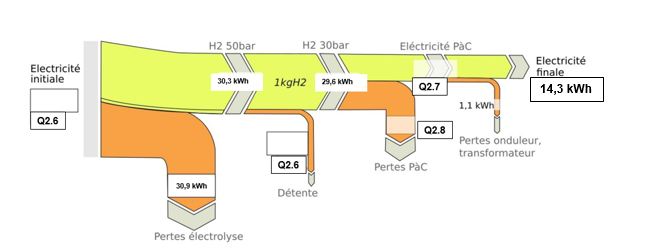 H2 50bar
H2 30bar
Eléctricité PàC
Electricité
initiale
Electricité
finale
30,3 kWh
1kgH2
29,6 kWh
Q2.7
14,3 kWh
Q2.6
1,1 kWh
Q2.8
Pertes onduleur,
transformateur
Q2.6
Pertes PàC
30,9 kWh
Détente
Pertes électrolyse